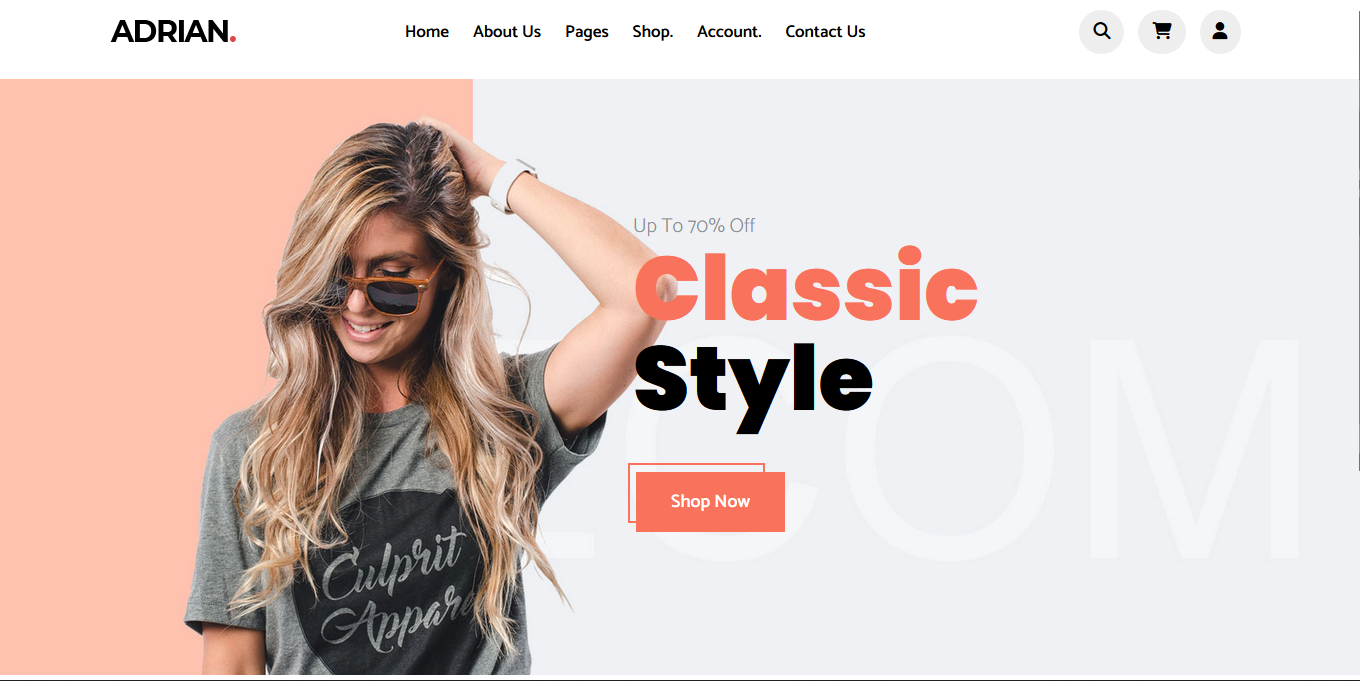 ADRIAN.
Home About Us Pages Shop. Account. Contact Us
Up To 70% Off
Classic
Style
ECOM
Shop Now
Culprit
Appare